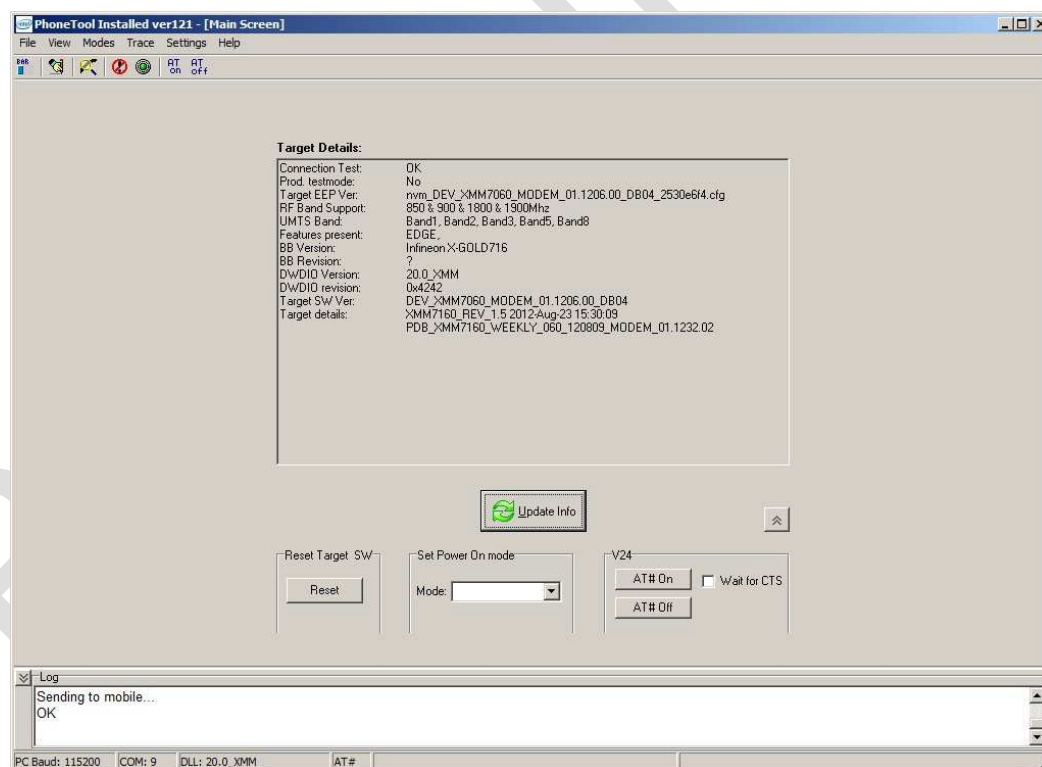 PhoneTool Installed ver121 - [Main Screen]
File View Modes Trace Settings Help
BAR
AT on AT off
Target Details:
Connection Test: OK
Prod. testmode: No
Target EEP Ver: nvm_DEV_XMM7060_MODEM_01.1206.00_DB04_2530e6f4.cfg
RF Band Support: 850 & 900 & 1800 & 1900Mhz
UMTS Band: Band1, Band2, Band3, Band5, Band8
Features present: EDGE,
BB Version: Infineon X-GOLD716
BB Revision: ?
DWDIO Version: 20.0_XMM
DWDIO revision: 0x4242
Target SW Ver: DEV_XMM7060_MODEM_01.1206.00_DB04
Target details: XMM7160_REV_1.5 2012-Aug-23 15:30:09
PDB_XMM7160_WEEKLY_060_120809_MODEM_01.1232.02
Update Info
Reset Target SW Set Power On mode V24
Reset Mode: AT# On Wait for CTS
AT# Off
Log
Sending to mobile...
OK
PC Baud: 115200 COM: 9 DLL: 20.0_XMM AT#